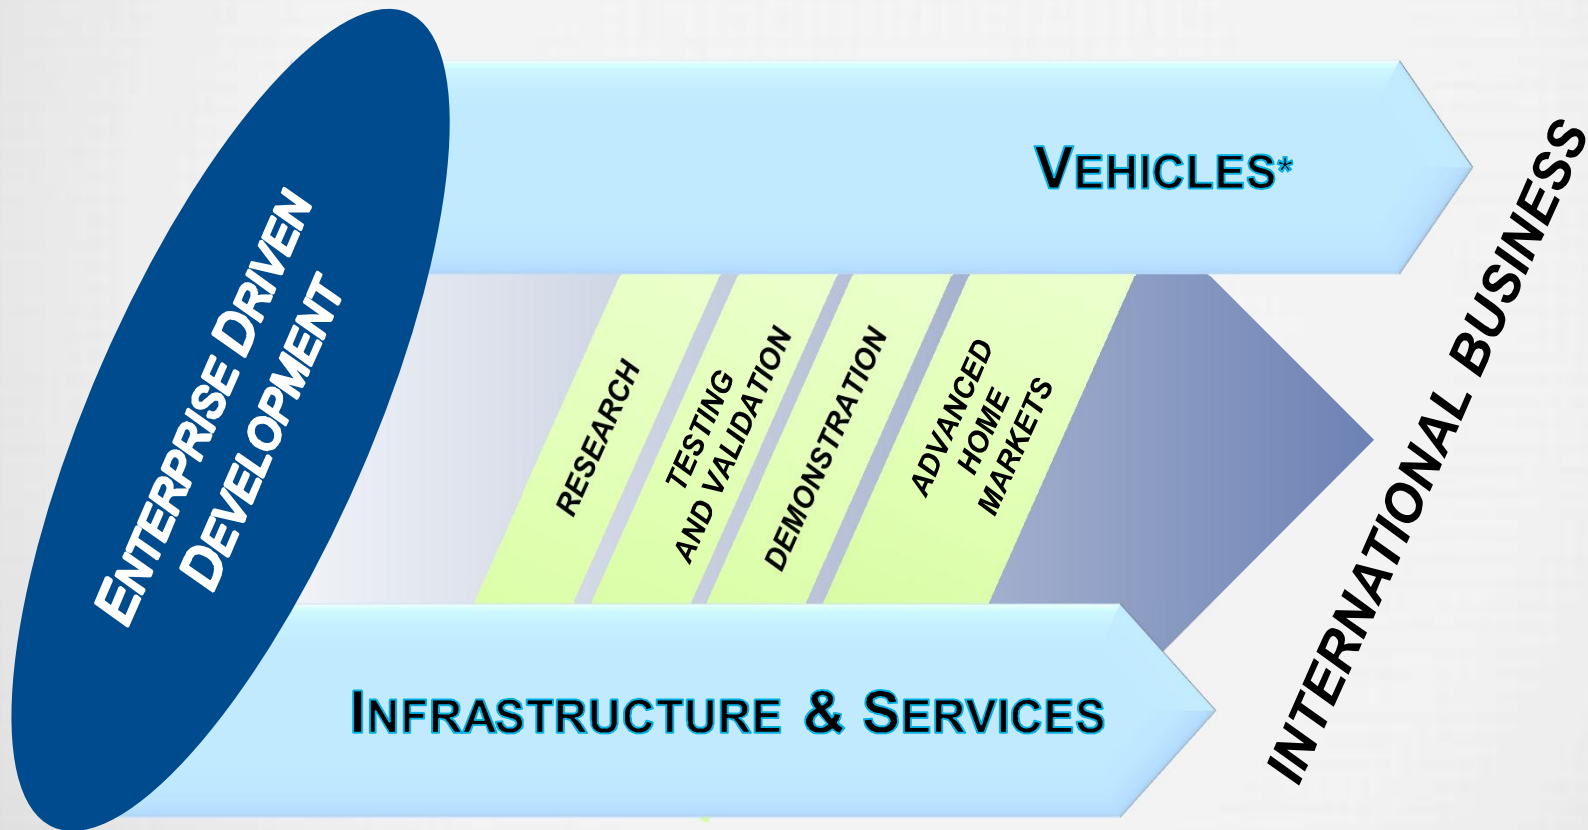 VEHICLES*
ENTERPRISE DRIVEN
DEVELOPMENT
RESEARCH
TESTING
AND VALIDATION
DEMONSTRATION
ADVANCED
HOME
MARKETS
INFRASTRUCTURE & SERVICES
INTERNATIONAL BUSINESS